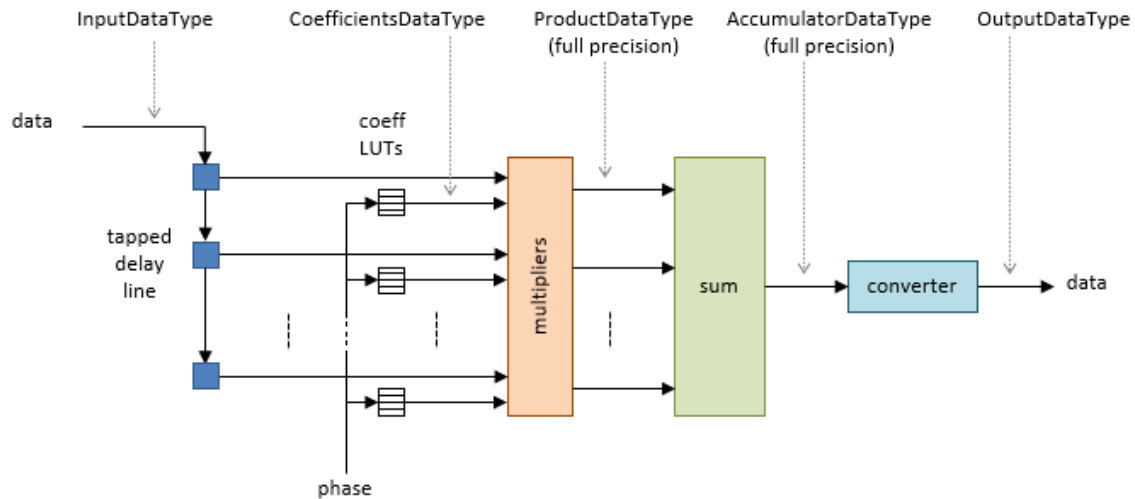 InputDataType
CoefficientsDataType
ProductDataType
(full precision)
AccumulatorDataType
(full precision)
OutputDataType
data
coeff
LUTs
tapped
delay
line
multipliers
sum
converter
data
phase